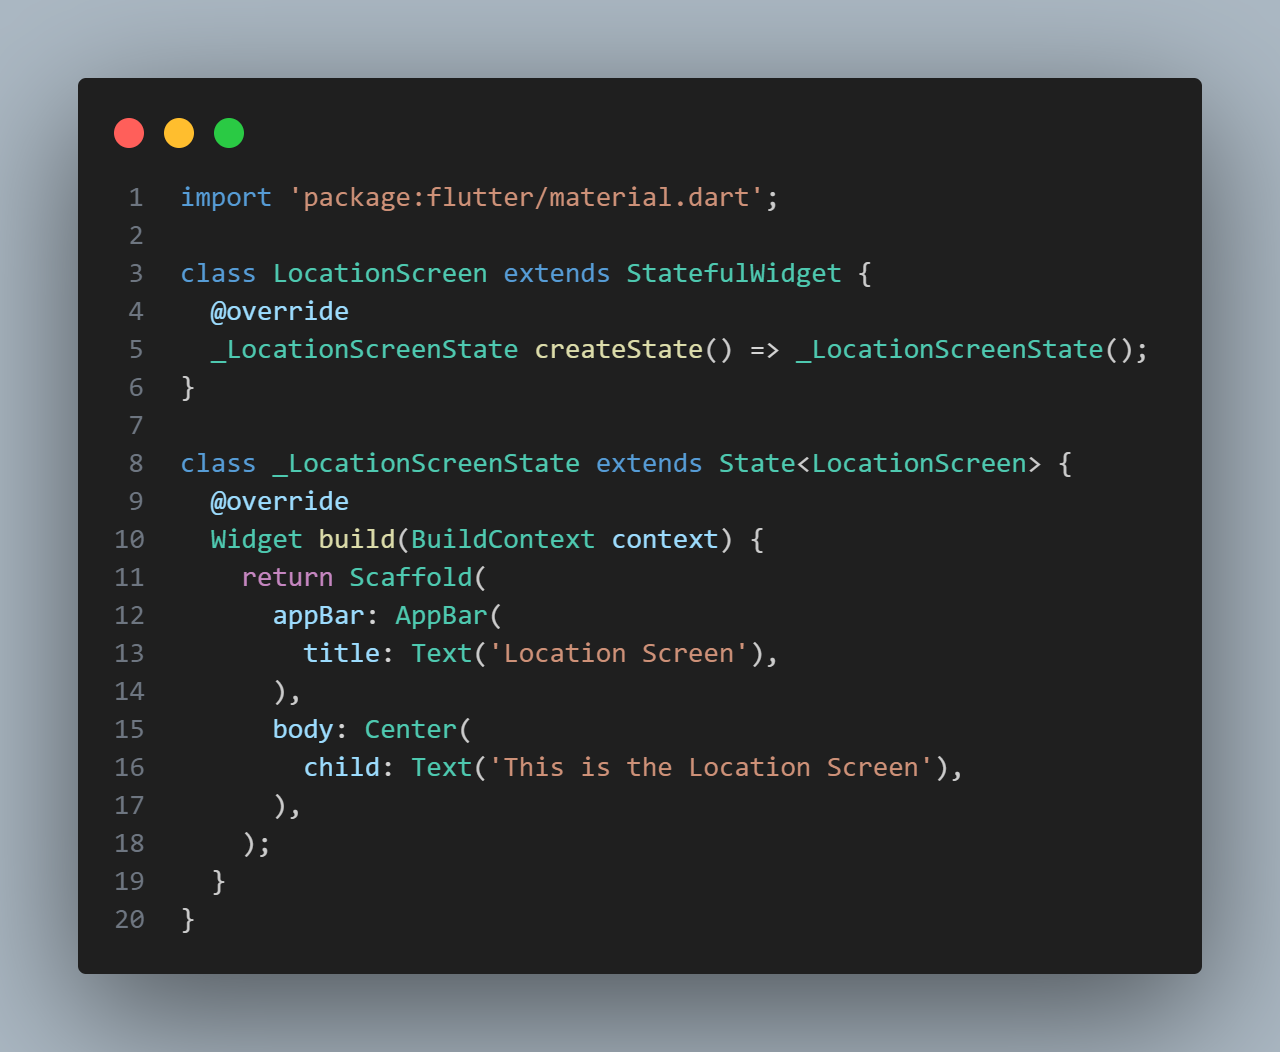 1 import 'package:flutter/material.dart';
2
3 class LocationScreen extends StatefulWidget {
4   @override
5   _LocationScreenState createState() => _LocationScreenState();
6 }
7
8 class _LocationScreenState extends State<LocationScreen> {
9   @override
10   Widget build(BuildContext context) {
11     return Scaffold(
12       appBar: AppBar(
13         title: Text('Location Screen'),
14       ),
15       body: Center(
16         child: Text('This is the Location Screen'),
17       ),
18     );
19   }
20 }